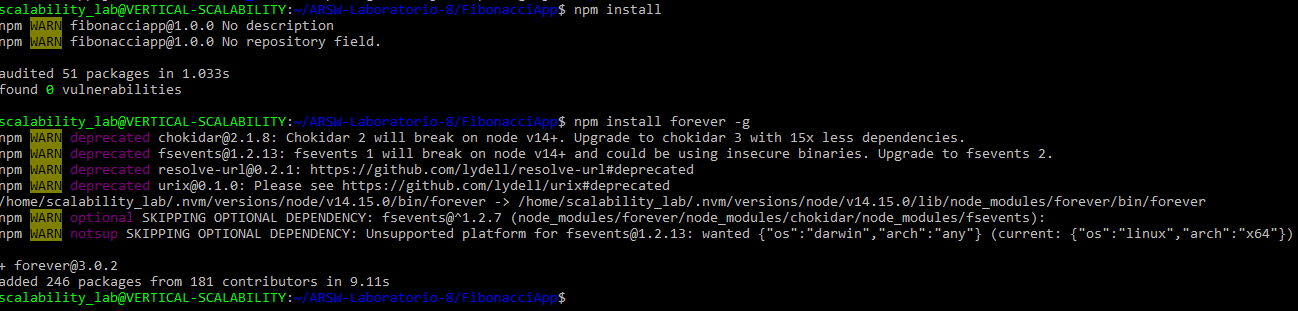 scalability_lab@VERTICAL-SCALABILITY:~/ARSW-Laboratorio-8/FibonacciApp$ npm install
npm WARN fibonacciapp@1.0.0 No description
npm WARN fibonacciapp@1.0.0 No repository field.
audited 51 packages in 1.033s
found 0 vulnerabilities
scalability_lab@VERTICAL-SCALABILITY:~/ARSW-Laboratorio-8/FibonacciApp$ npm install forever -g
npm WARN deprecated chokidar@2.1.8: Chokidar 2 will break on node v14+. Upgrade to chokidar 3 with 15x less dependencies.
npm WARN deprecated fsevents@1.2.13: fsevents 1 will break on node v14+ and could be using insecure binaries. Upgrade to fsevents 2.
npm WARN deprecated resolve-url@0.2.1: https://github.com/lydell/resolve-url#deprecated
npm WARN deprecated urix@0.1.0: Please see https://github.com/lydell/urix#deprecated
/home/scalability_lab/.nvm/versions/node/v14.15.0/bin/forever -> /home/scalability_lab/.nvm/versions/node/v14.15.0/lib/node_modules/forever/bin/forever
npm WARN optional SKIPPING OPTIONAL DEPENDENCY: fsevents@^1.2.7 (node_modules/forever/node_modules/chokidar/node_modules/fsevents):
npm WARN notsup SKIPPING OPTIONAL DEPENDENCY: Unsupported platform for fsevents@1.2.13: wanted {"os":"darwin","arch":"any"} (current: {"os":"linux","arch":"x64"})
+ forever@3.0.2
added 246 packages from 181 contributors in 9.11s
scalability_lab@VERTICAL-SCALABILITY:~/ARSW-Laboratorio-8/FibonacciApp$